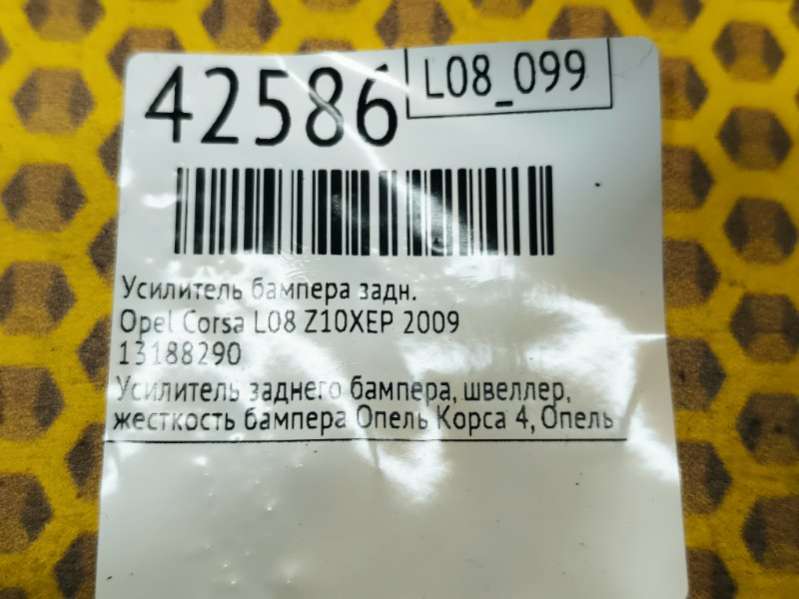 42586
L08_099
Усилитель бампера задн.
Opel Corsa L08 Z10XEP 2009
13188290
Усилитель заднего бампера, швеллер,
жесткость бампера Опель Корса 4, Опель